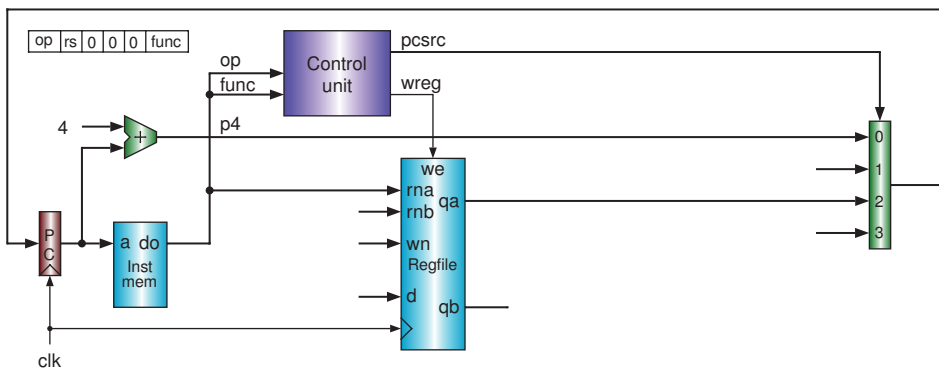 op rs 0 0 0 func
Control
unit
op
func
pcsrc
wreg
4
+
p4
0
1
2
3
we
rna
qa
rnb
wn
Regfile
d
qb
P
C
a do
Inst
mem
clk